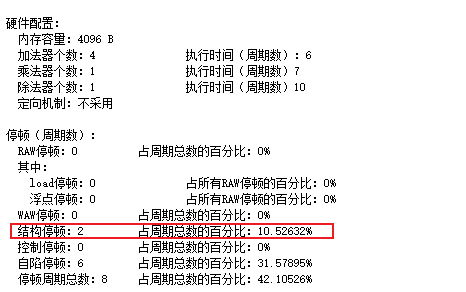 硬件配置:
内存容量: 4096 B
加法器个数: 4 执行时间(周期数): 6
乘法器个数: 1 执行时间(周期数)7
除法器个数: 1 执行时间(周期数)10
定向机制: 不采用
停顿(周期数):
RAW停顿: 0 占周期总数的百分比: 0%
其中:
load停顿: 0 占所有RAW停顿的百分比: 0%
浮点停顿: 0 占所有RAW停顿的百分比: 0%
WAW停顿: 0 占周期总数的百分比: 0%
结构停顿: 2 占周期总数的百分比: 10.52632%
控制停顿: 0 占周期总数的百分比: 0%
自陷停顿: 6 占周期总数的百分比: 31.57895%
停顿周期总数: 8 占周期总数的百分比: 42.10526%